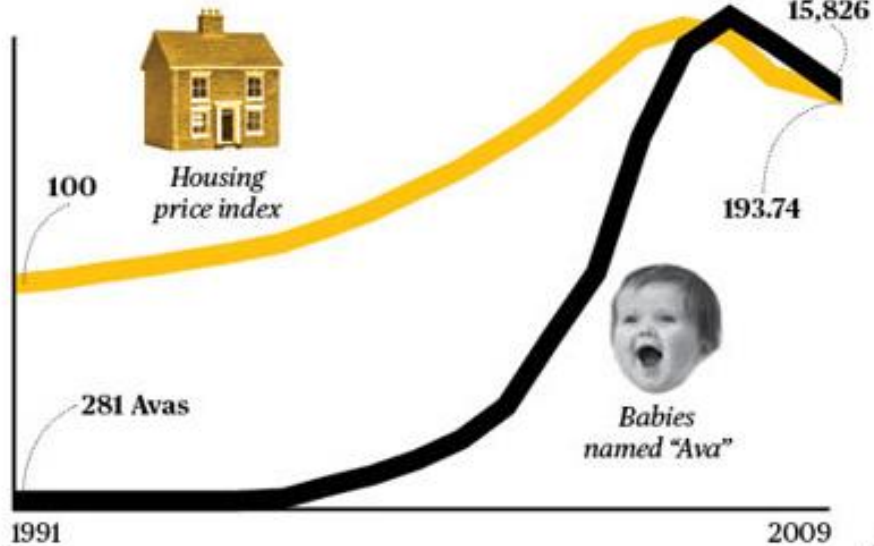 15,826
Housing
price index
100
193.74
281 Avas
Babies
named “Ava”
1991
2009